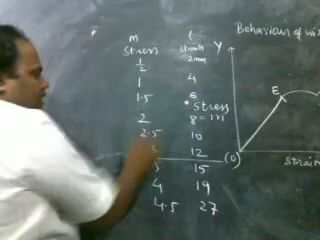 m l
Stress
2mm
1/2 4
1 6
1.5 Stress
2 8 =
2.5 10
12
3 15
4 19
4.5 27
Behaviour of
Y
E
(0)
strain